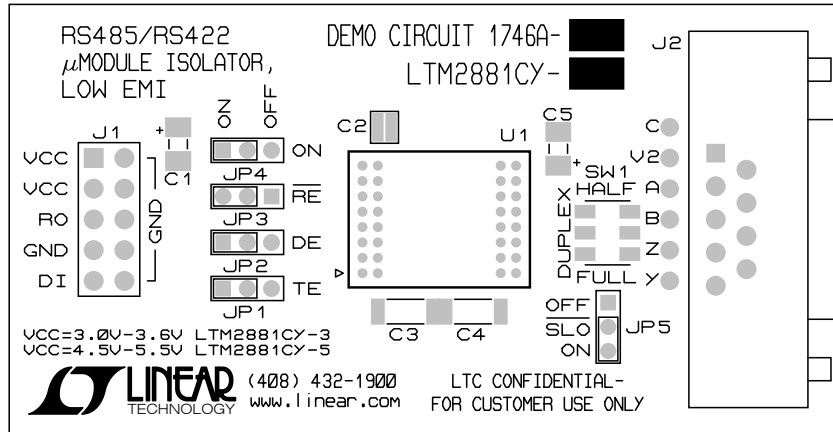 RS485/RS422
μMODULE ISOLATOR,
LOW EMI
DEMO CIRCUIT 1746A-
LTM2881CY-
J2
ON
OFF
J1
VCC
VCC
RO
GND
DI
GND
+
C1
ON
JP4
RE
JP3
DE
JP2
TE
JP1
C2
U1
C5
+
SW1
HALF
DUPLEX
FULL
C
V2
A
B
Z
Y
C3
C4
OFF
SLO
ON
JP5
VCC=3.0V-3.6V LTM2881CY-3
VCC=4.5V-5.5V LTM2881CY-5
LT LINEAR
TECHNOLOGY
(408) 432-1900
www.linear.com
LTC CONFIDENTIAL-
FOR CUSTOMER USE ONLY